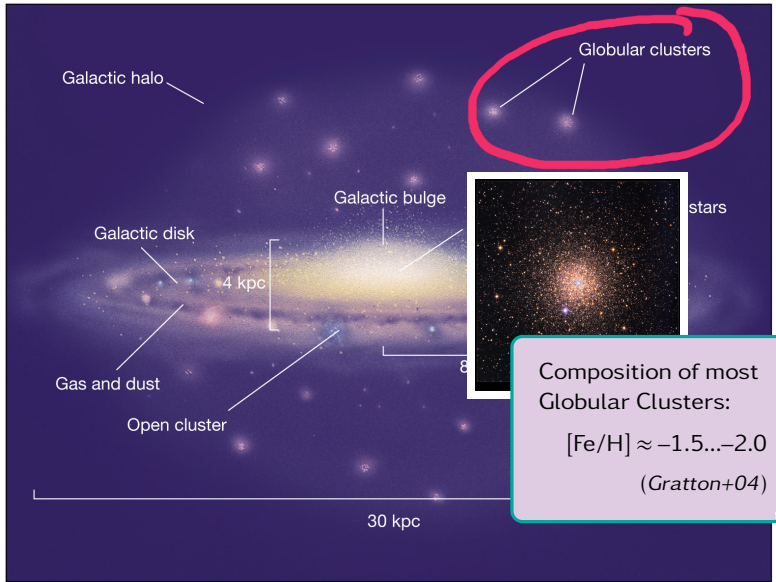 Globular clusters
Galactic halo
Galactic bulge
stars
Galactic disk
4 kpc
8
Gas and dust
Open cluster
Composition of most
Globular Clusters:
[Fe/H] ≈ –1.5...–2.0
(Gratton+04)
30 kpc